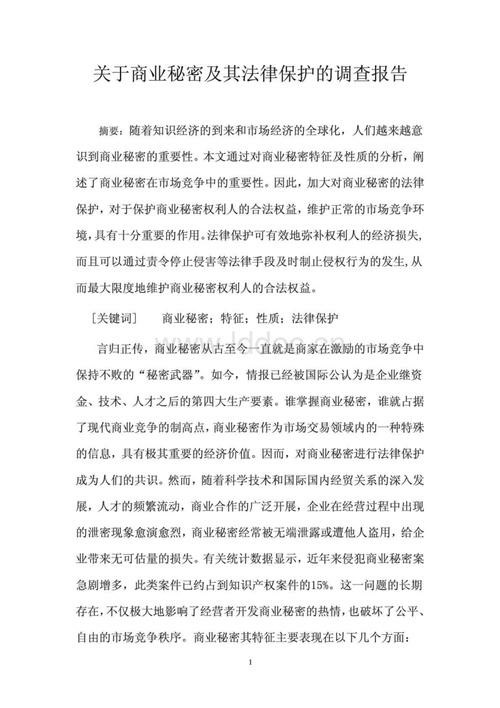 关于商业秘密及其法律保护的调查报告
摘要：随着知识经济的到来和市场经济的全球化，人们越来越意
识到商业秘密的重要性。本文通过对商业秘密特征及性质的分析，阐
述了商业秘密在市场竞争中的重要性。因此，加大对商业秘密的法律
保护，对于保护商业秘密权利人的合法权益，维护正常的市场竞争环
境，具有十分重要的作用。法律保护可有效地弥补权利人的经济损失，
而且可以通过责令停止侵害等法律手段及时制止侵权行为的发生，从
而最大限度地维护商业秘密权利人的合法权益。
[关键词] 商业秘密；特征；性质；法律保护
言归正传，商业秘密从古至今一直就是商家在激励的市场竞争中
保持不败的“秘密武器”。如今，情报已经被国际公认为是企业继资
金、技术、人才之后的第四大生产要素。谁掌握商业秘密，谁就占据
了现代商业竞争的制高点，商业秘密作为市场交易领域内的一种特殊
的信息，具有极其重要的经济价值。因而，对商业秘密进行法律保护
成为人们的共识。然而，随着科学技术和国际国内经贸关系的深入发
展，人才的频繁流动，商业合作的广泛开展，企业在经营过程中出现
的泄密现象愈演愈烈，商业秘密经常被无端泄露或遭他人盗用，给企
业带来无可估量的损失。有关统计数据显示，近年来侵犯商业秘密案
急剧增多，此类案件已约占到知识产权案件的15%。这一问题的长期
存在，不仅极大地影响了经营者开发商业秘密的热情，也破坏了公平、
自由的市场竞争秩序。商业秘密其特征主要表现在以下几个方面：
1